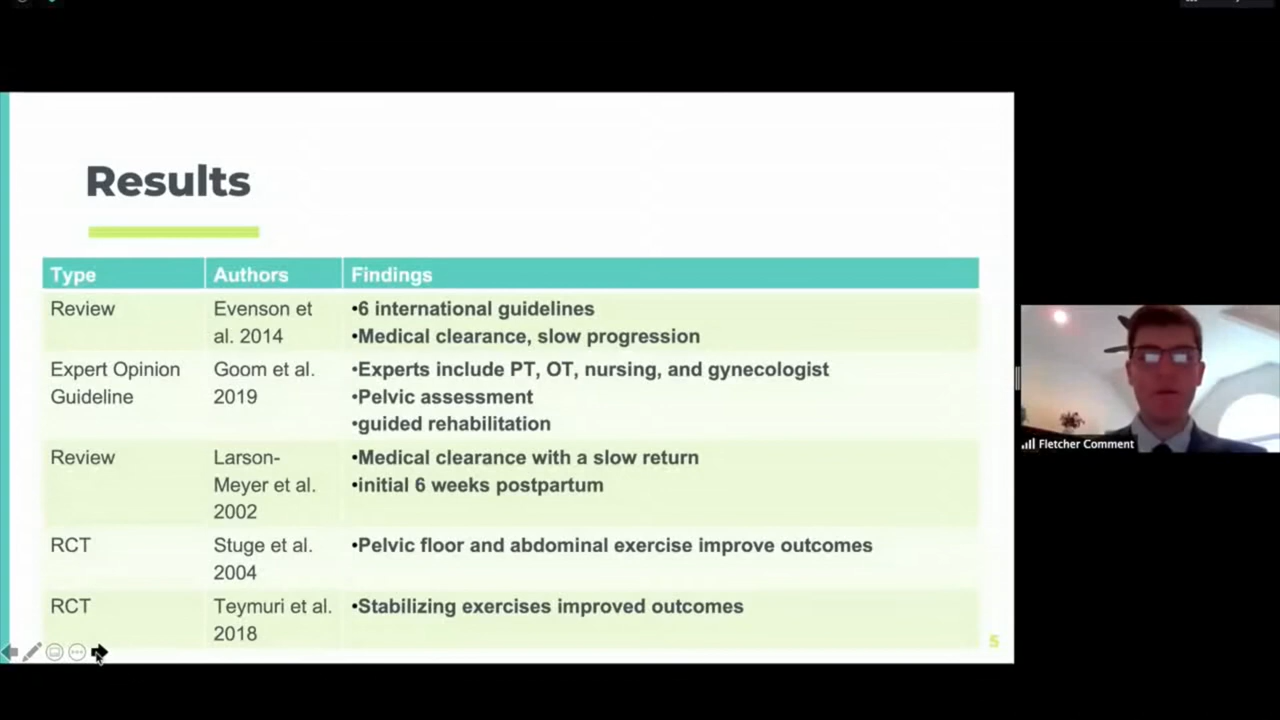 Results
Type Authors Findings
Review Evenson et •6 international guidelines
al. 2014 •Medical clearance, slow progression
Expert Opinion Goom et al. •Experts include PT, OT, nursing, and gynecologist
Guideline 2019 •Pelvic assessment
•guided rehabilitation
Review Larson- •Medical clearance with a slow return
Meyer et al. •initial 6 weeks postpartum
2002
RCT Stuge et al. •Pelvic floor and abdominal exercise improve outcomes
2004
RCT Teymuri et al. •Stabilizing exercises improved outcomes
2018
5
Fletcher Comment